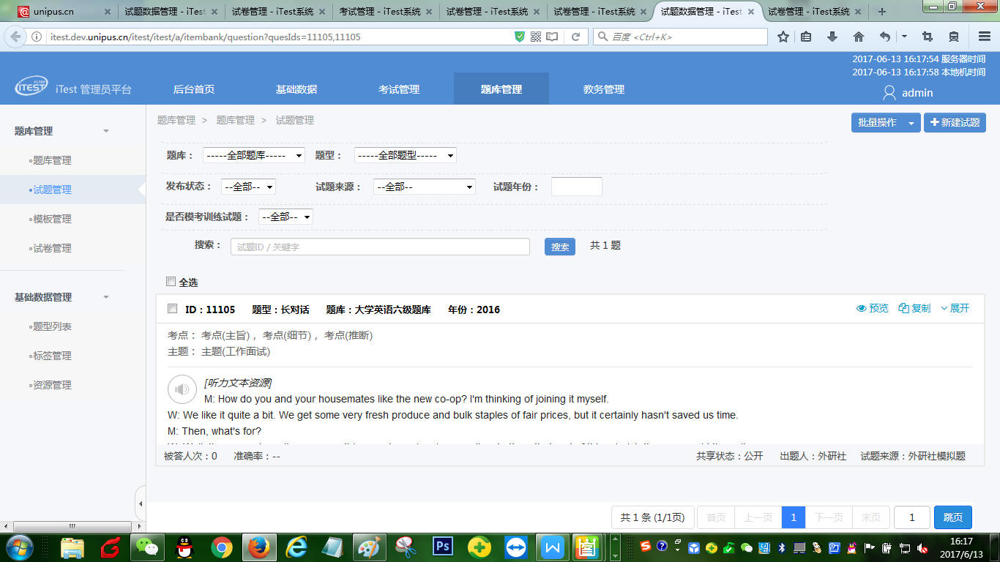 unipus.cn
试题数据管理 - iTest
试卷管理 - iTest系统
考试管理 - iTest系统
试卷管理 - iTest系统
试卷管理 - iTest系统
试题数据管理 - iTest
试卷管理 - iTest系统
itest.dev.unipus.cn/itest/itest/a/itembank/question?quesIds=11105,11105
百度 <Ctrl+K>
2017-06-13 16:17:54 服务器时间
2017-06-13 16:17:58 本地机时间
FLTRP
iTEST
iTest 管理员平台
后台首页
基础数据
考试管理
题库管理
教务管理
admin
题库管理
题库管理
试题管理
模板管理
试卷管理
基础数据管理
题型列表
标签管理
资源管理
题库管理 > 题库管理 > 试题管理
批量操作
新建试题
题库： -----全部题库----- 题型： -----全部题型-----
发布状态： --全部-- 试题来源： --全部-- 试题年份：
是否模考训练试题： --全部--
搜索： 试题ID / 关键字 搜索 共 1 题
全选
ID：11105 题型：长对话 题库：大学英语六级题库 年份：2016
预览 复制 展开
考点： 考点(主旨) ，考点(细节) ，考点(推断)
主题： 主题(工作面试)
[听力文本资源]
M: How do you and your housemates like the new co-op? I'm thinking of joining it myself.
W: We like it quite a bit. We get some very fresh produce and bulk staples of fair prices, but it certainly hasn't saved us time.
M: Then, what's for?
被答人次：0 准确率：--
共享状态：公开 出题人：外研社 试题来源：外研社模拟题
共 1 条 (1/1页) 首页 上一页 1 下一页 末页 1 跳页
Ps
16:17
2017/6/13